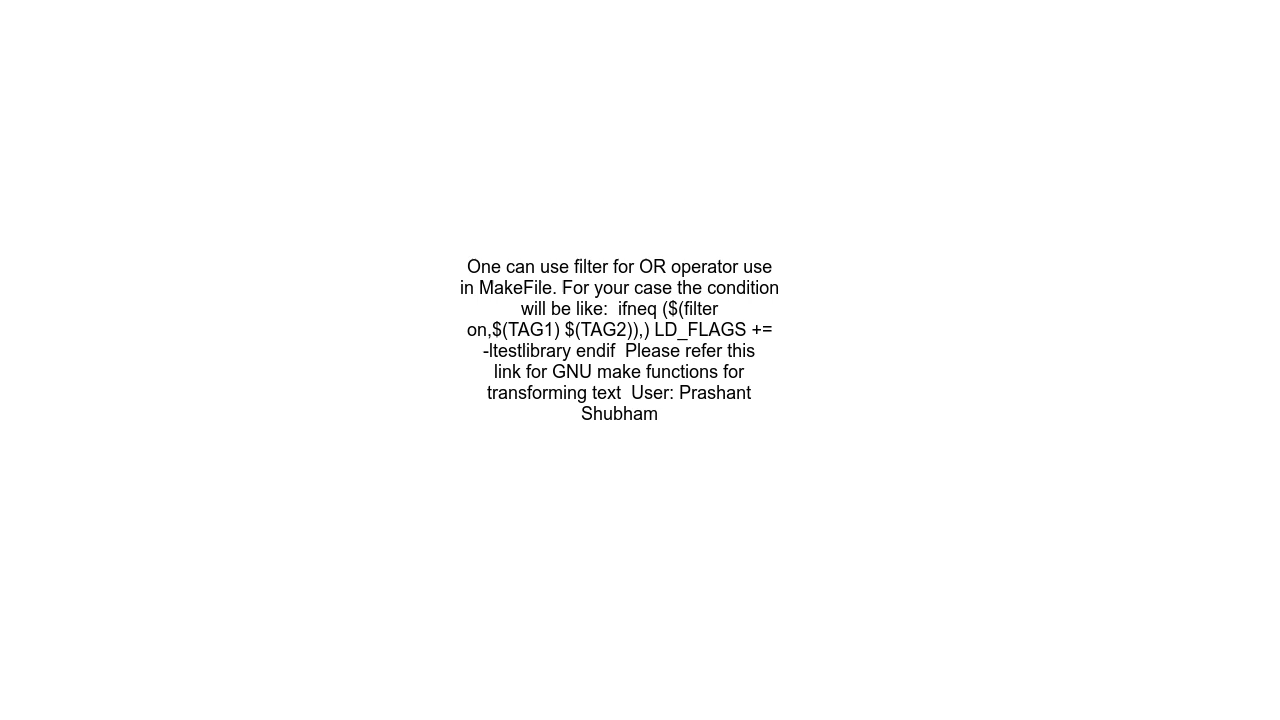 One can use filter for OR operator use
in MakeFile. For your case the condition
will be like:  ifneq ($(filter
on,$(TAG1) $(TAG2)),) LD_FLAGS +=
-ltestlibrary endif  Please refer this
link for GNU make functions for
transforming text  User: Prashant
Shubham